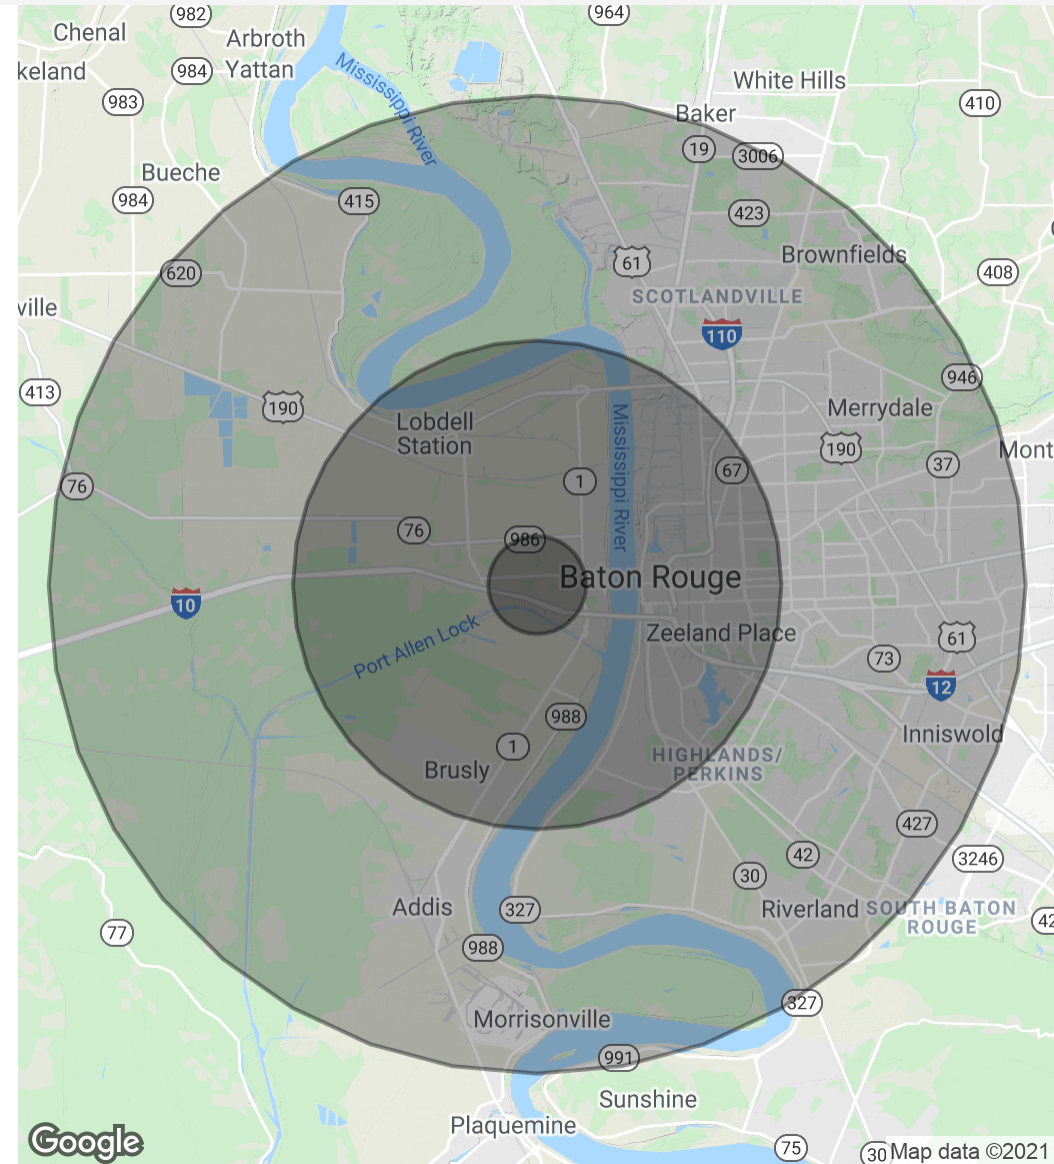 982
964
Chenal
Arbroth
keland
984
Yattan
Mississippi River
White Hills
983
410
Baker
19
3006
Bueche
984
415
423
Brownfields
620
61
408
SCOTLANDVILLE
ville
110
413
946
190
Merrydale
Lobdell
Station
Mississippi River
190
Mont
67
37
1
76
76
986
Baton Rouge
10
Port Allen Lock
Zeeland Place
61
73
12
988
Inniswold
1
HIGHLANDS/
PERKINS
Brusly
427
42
3246
30
Addis
327
Riverland
SOUTH BATON
ROUGE
42
77
988
327
Morrisonville
991
Sunshine
Plaquemine
Google
75
30
Map data ©2021